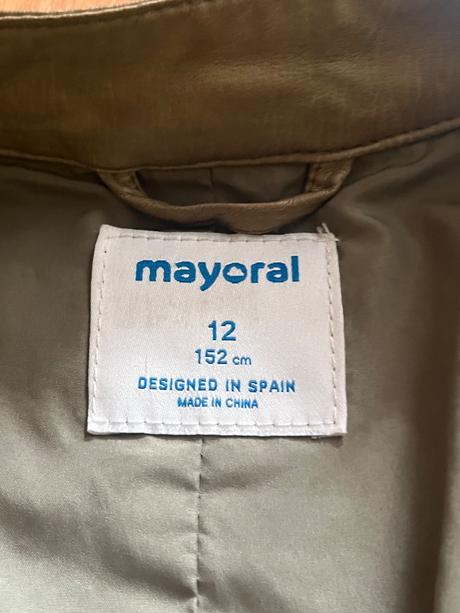 mayoral
12
152 cm
DESIGNED IN SPAIN
MADE IN CHINA